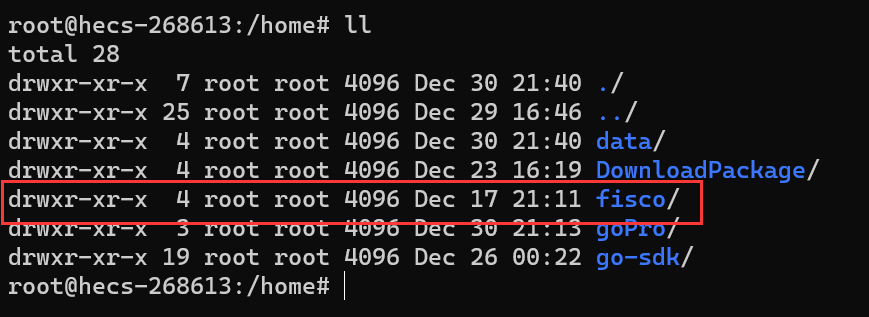 root@hecs-268613:/home# ll
total 28
drwxr-xr-x  7 root root 4096 Dec 30 21:40 ./
drwxr-xr-x 25 root root 4096 Dec 29 16:46 ../
drwxr-xr-x  4 root root 4096 Dec 30 21:40 data/
drwxr-xr-x  4 root root 4096 Dec 23 16:19 DownloadPackage/
drwxr-xr-x  4 root root 4096 Dec 17 21:11 fisco/
drwxr-xr-x  3 root root 4096 Dec 30 21:13 goPro/
drwxr-xr-x 19 root root 4096 Dec 26 00:22 go-sdk/
root@hecs-268613:/home#